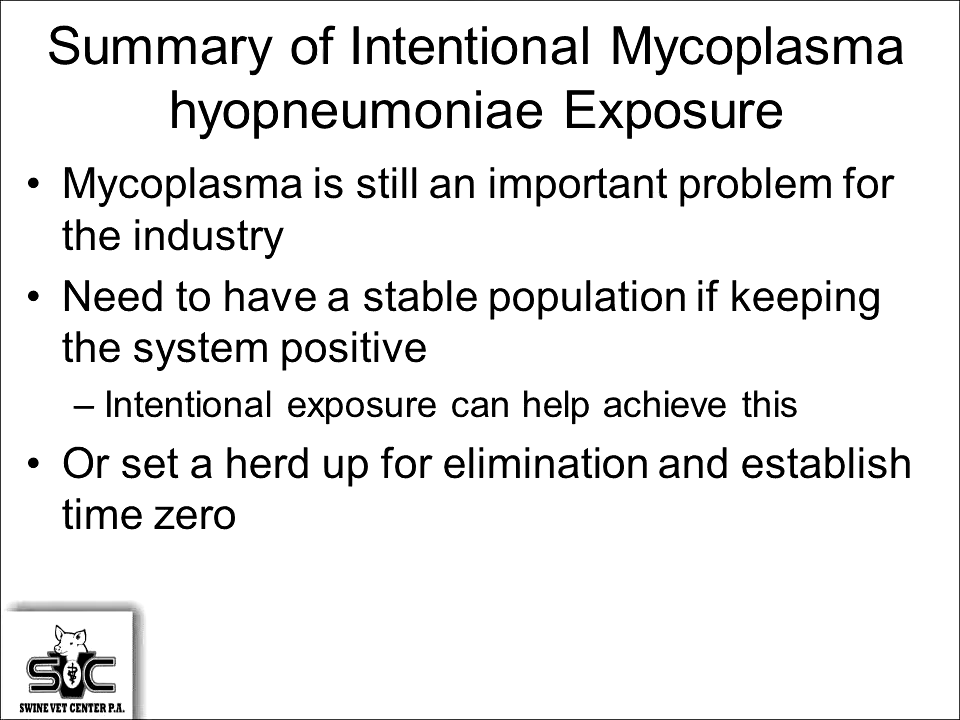 Summary of Intentional Mycoplasma
hyopneumoniae Exposure
• Mycoplasma is still an important problem for
the industry
• Need to have a stable population if keeping
the system positive
– Intentional exposure can help achieve this
• Or set a herd up for elimination and establish
time zero
SVC
SWINE VET CENTER P.A.